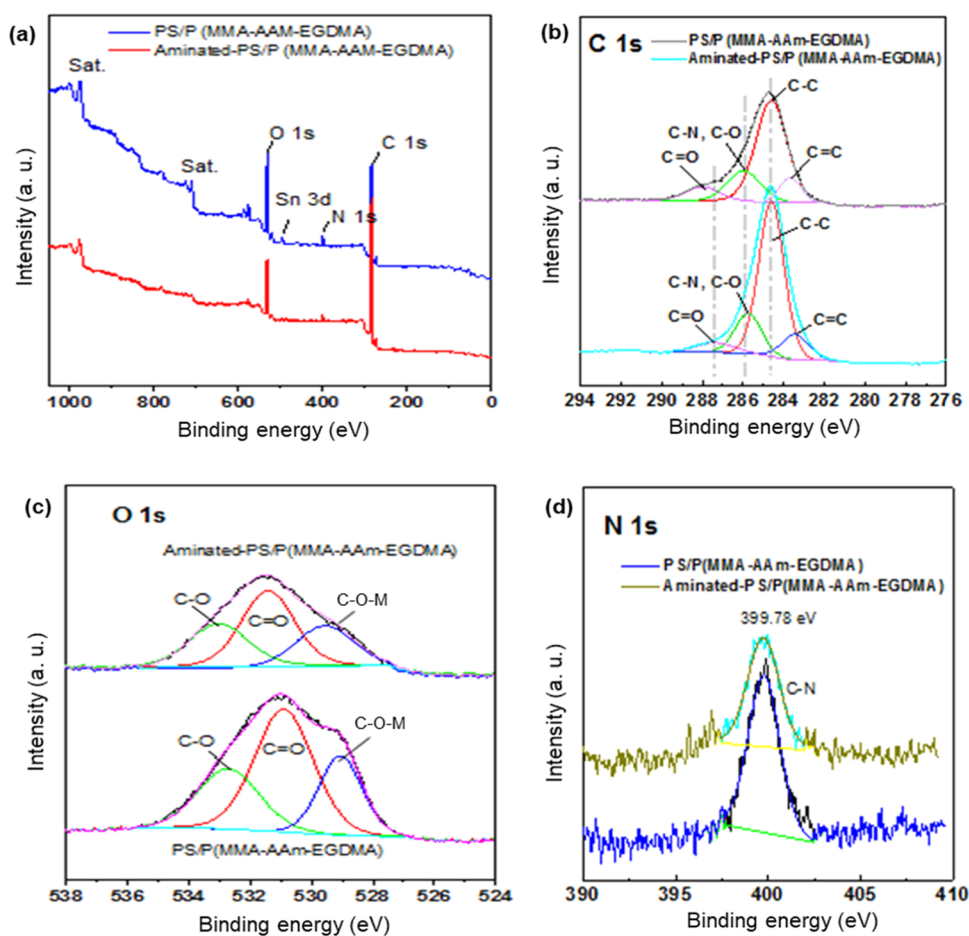 (a)
PS/P (MMA-AAM-EGDMA)
Aminated-PS/P (MMA-AAM-EGDMA)
Sat.
Sat.
O 1s
C 1s
Sn 3d
N 1s
Intensity (a. u.)
1000 800 600 400 200 0
Binding energy (eV)
(b)
C 1s
PS/P(MMA-AAm-EGDMA)
Aminated-PS/P(MMA-AAm-EGDMA)
C-C
C-N, C-O
C=O
C=C
C-C
C-N, C-O
C=O
C=C
Intensity (a. u.)
294 292 290 288 286 284 282 280 278 276
Binding energy (eV)
(c)
O 1s
Aminated-PS/P(MMA-AAm-EGDMA)
C-O
C=O
C-O-M
C-O
C=O
C-O-M
PS/P(MMA-AAm-EGDMA)
Intensity (a. u.)
538 536 534 532 530 528 526 524
Binding energy (eV)
(d)
N 1s
PS/P(MMA-AAm-EGDMA)
Aminated-PS/P(MMA-AAm-EGDMA)
399.78 eV
C-N
Intensity (a. u.)
390 395 400 405 410
Binding energy (eV)